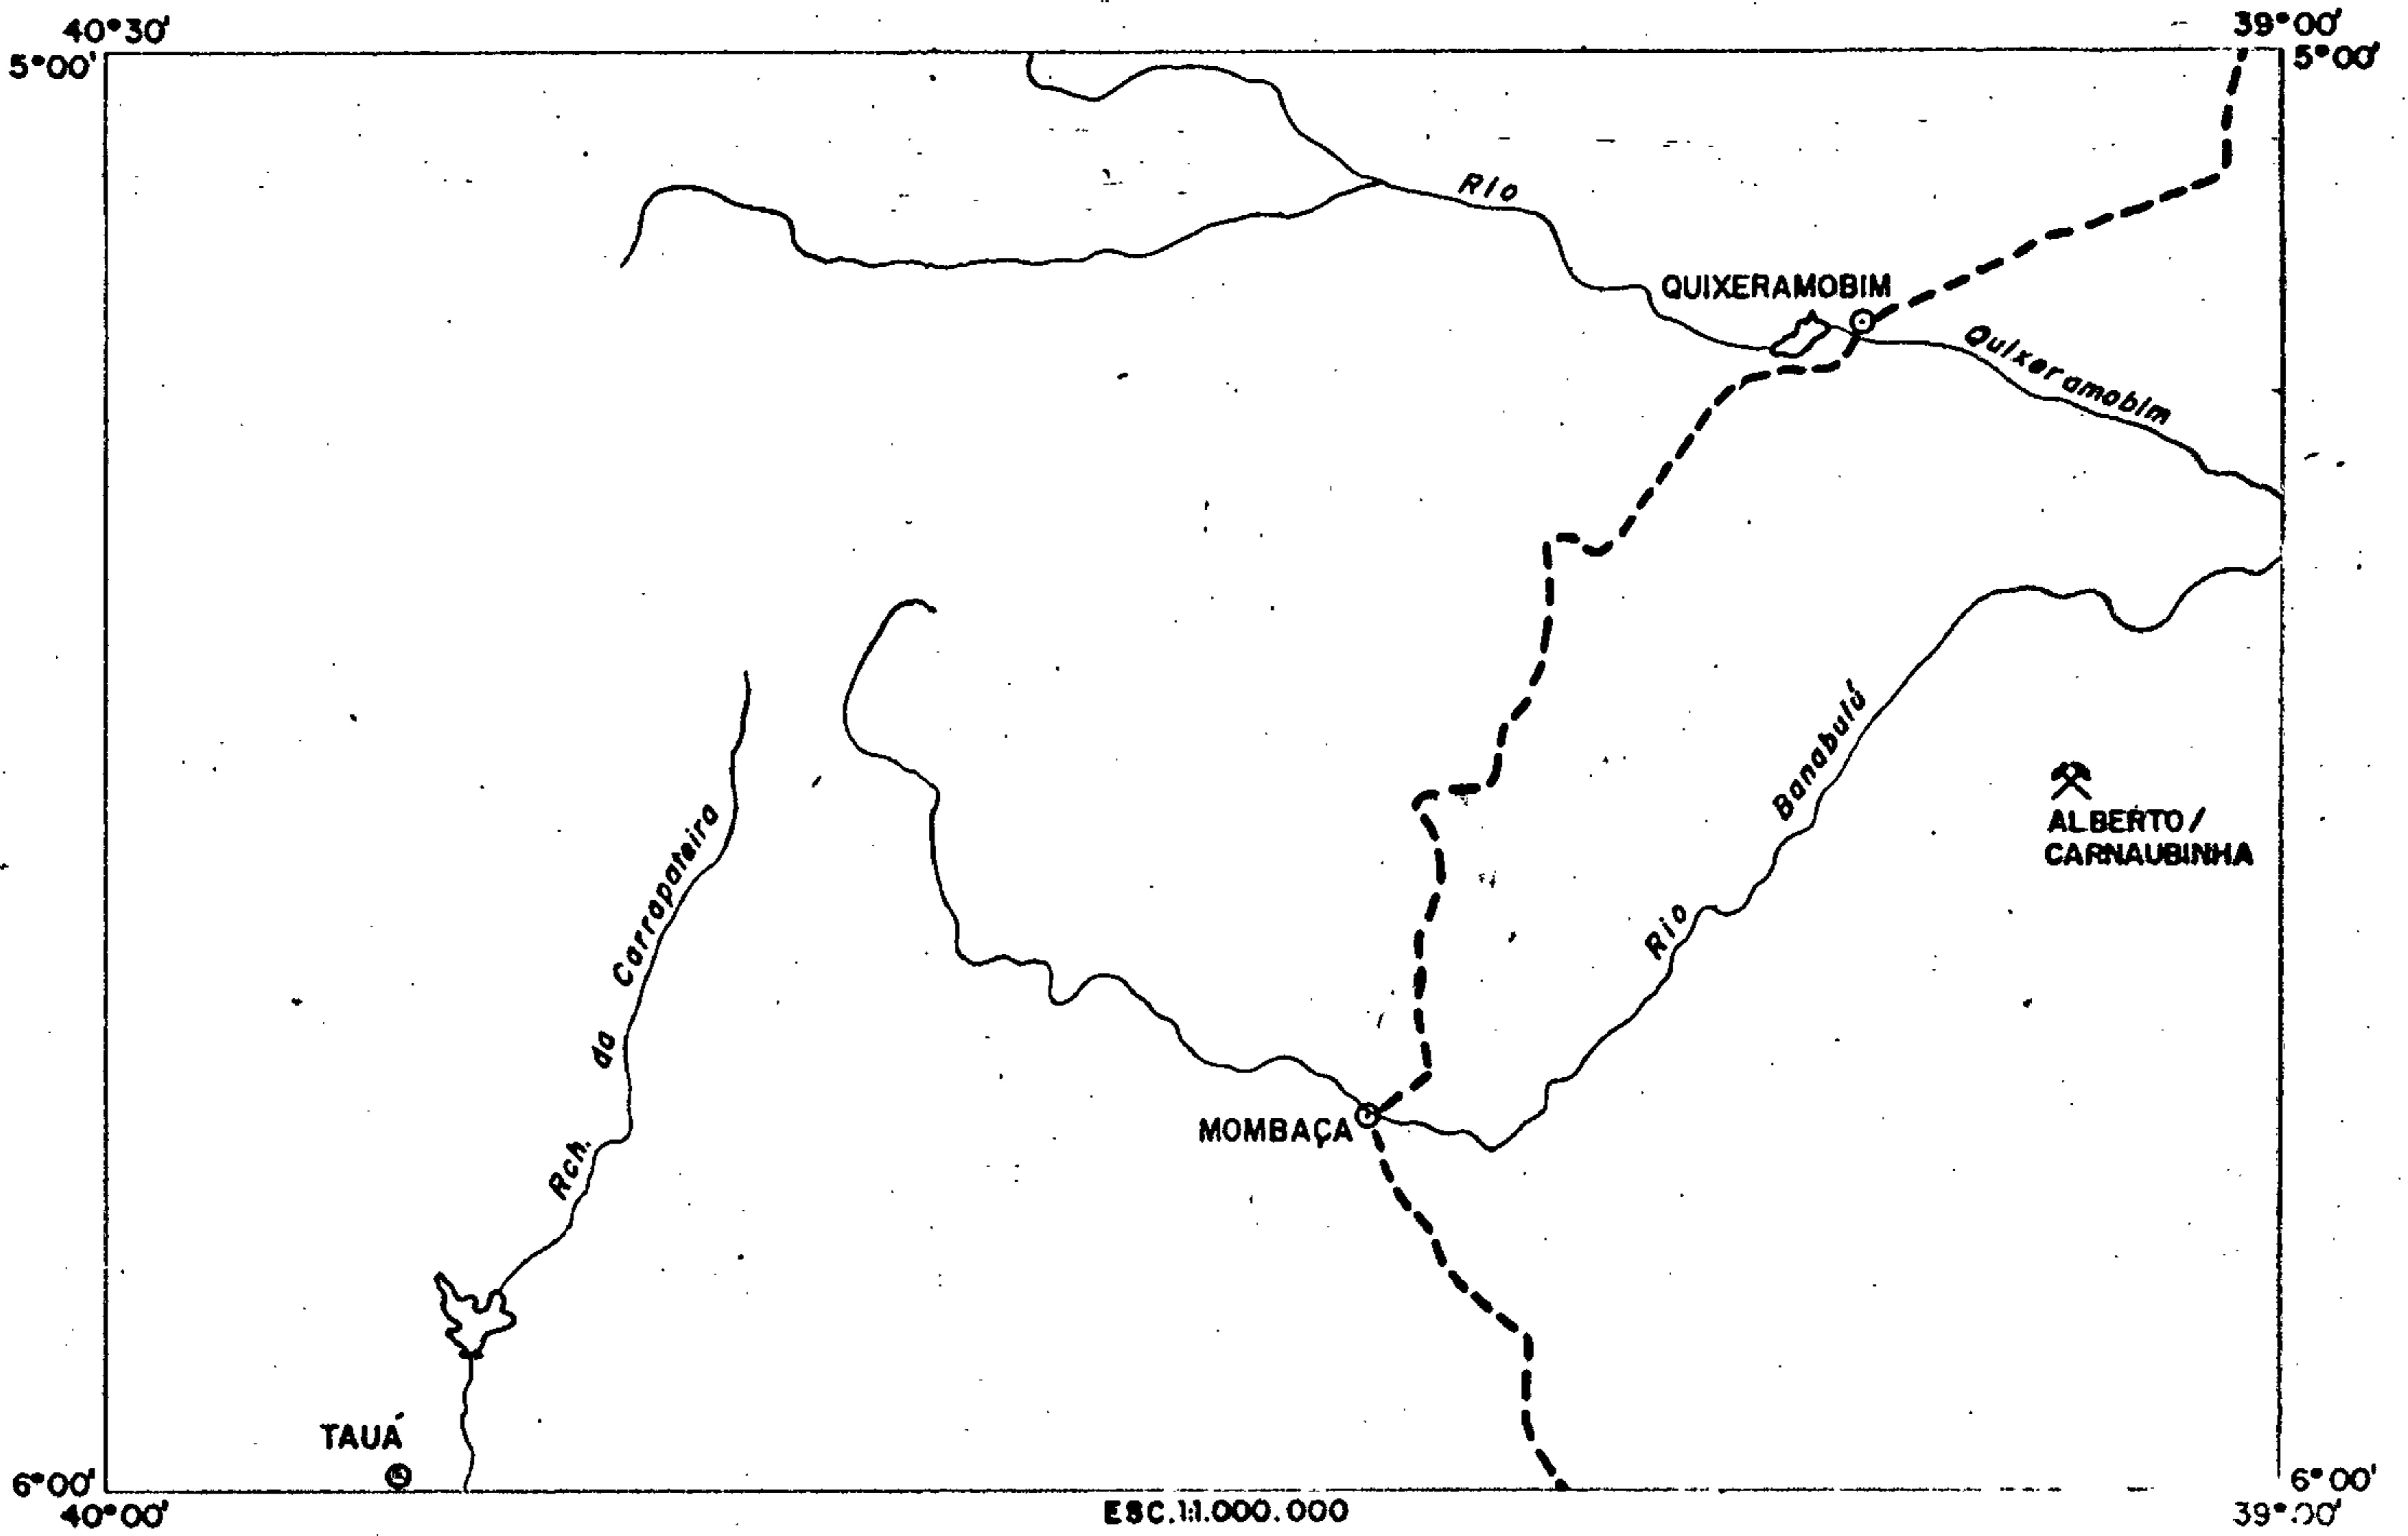 40°30'
39°00'
5°00'
5°00'
Rio
QUIXERAMOBIM
Quixeramobim
Banabuiú
ALBERTO /
CARNAUBINHA
Carrapateira
Rio
da
MOMBAÇA
Rch.
TAUÁ
6°00'
6°00'
40°00'
ESC.1:1.000.000
39°00'